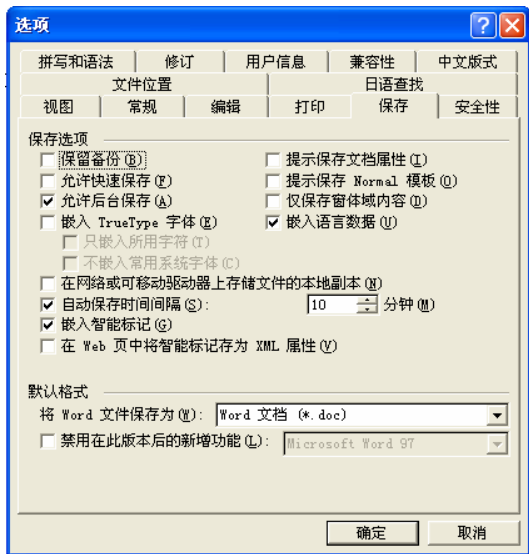 选项
拼写和语法 修订 用户信息 兼容性 中文版式
文件位置 日语查找
视图 常规 编辑 打印 保存 安全性
保存选项
保留备份(B) 提示保存文档属性(I)
允许快速保存(F) 提示保存 Normal 模板(O)
允许后台保存(A) 仅保存窗体域内容(D)
嵌入 TrueType 字体(E) 嵌入语言数据(U)
只嵌入所用字符(T)
不嵌入常用系统字体(C)
在网络或可移动驱动器上存储文件的本地副本(N)
自动保存时间间隔(S): 10 分钟(M)
嵌入智能标记(G)
在 Web 页中将智能标记存为 XML 属性(V)
默认格式
将 Word 文件保存为(W): Word 文档 (*.doc)
禁用在此版本后的新增功能(L): Microsoft Word 97
确定 取消